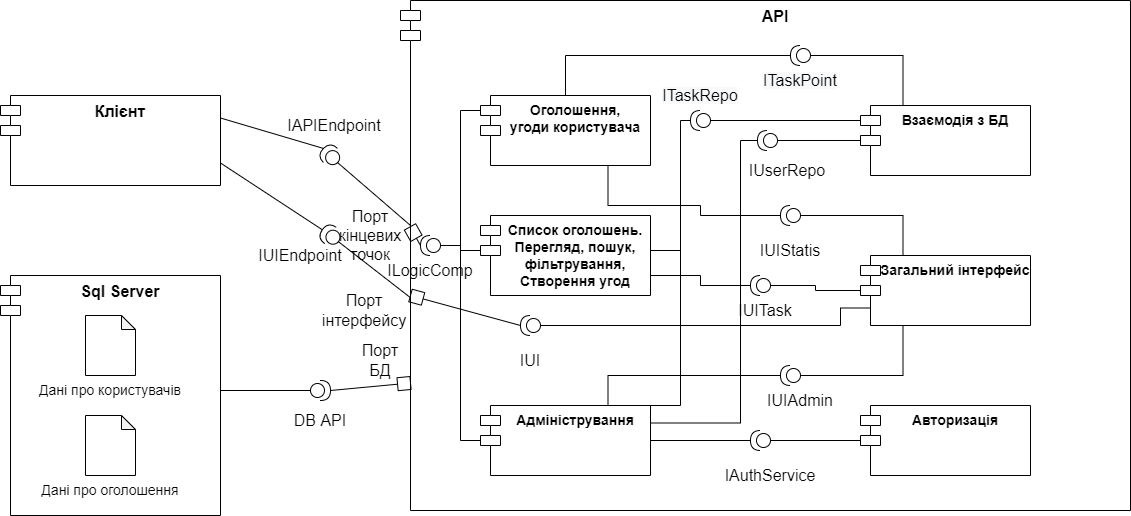 API
ITaskPoint
ITaskRepo
Клієнт
Оголошення,
угоди користувача
Взаємодія з БД
IAPIEndpoint
IUserRepo
Порт
кінцевих
точок
Список оголошень.
Перегляд, пошук,
фільтрування,
Створення угод
IUIEndpoint
ILogicComp
IUIStatis
Загальний інтерфейс
Sql Server
Порт
інтерфейсу
IUITask
Порт
БД
IUI
Дані про користувачів
IUIAdmin
DB API
Адміністрування
Авторизація
IAuthService
Дані про оголошення